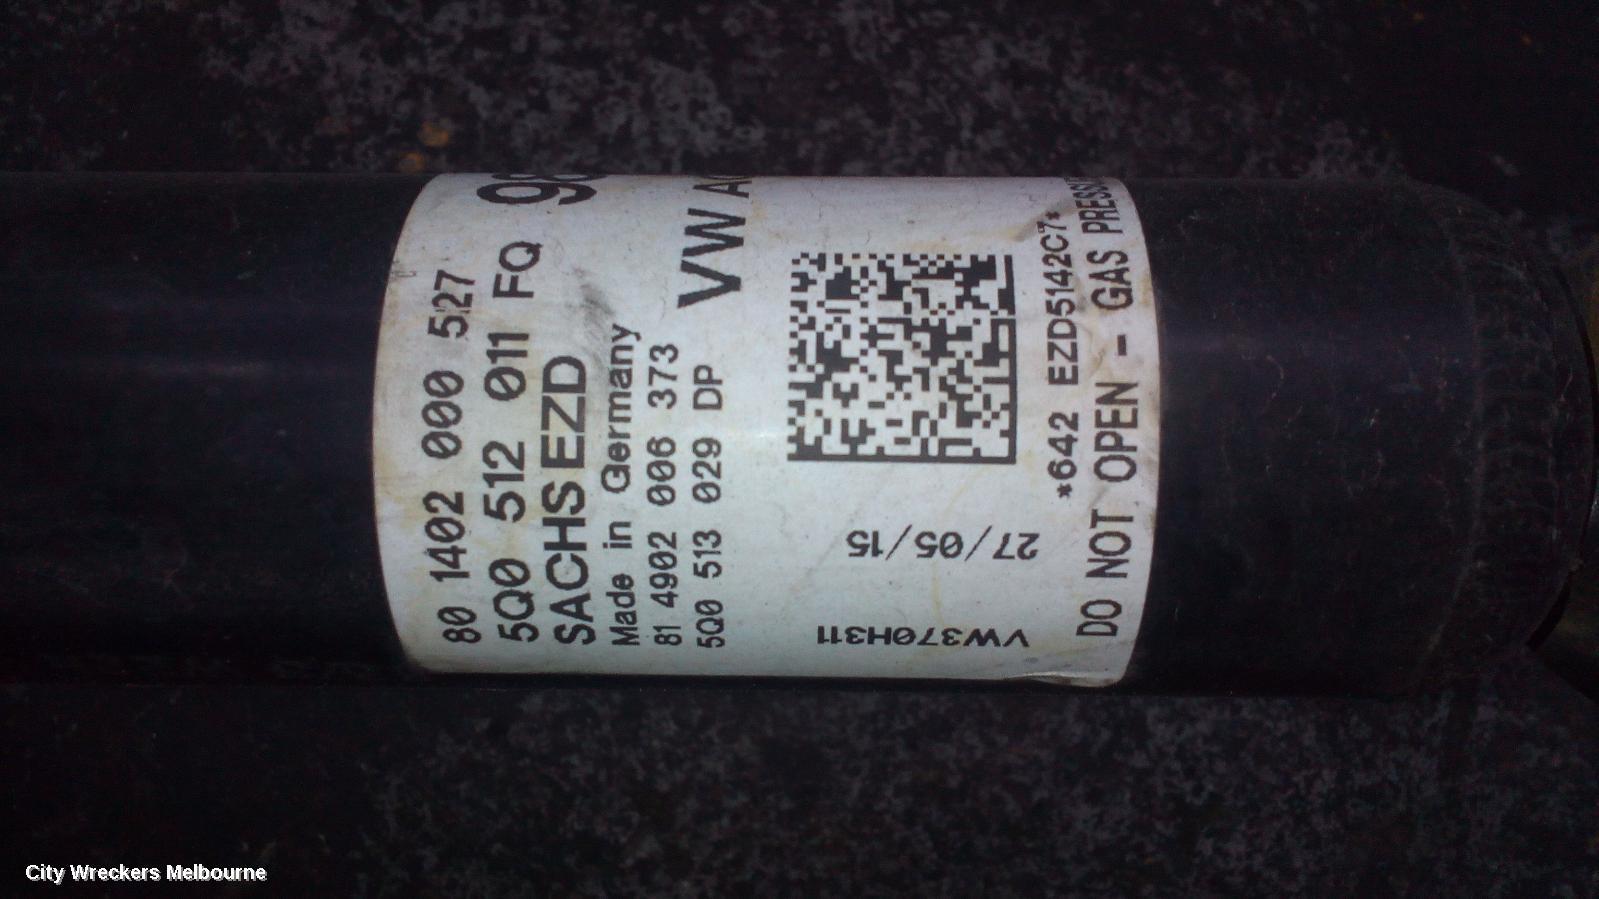 80 1402 000 527
5Q0 512 011 FQ 98
SACHS EZD
Made in Germany
81 4902 006 373
5Q0 513 029 DP
VW
*642 EZD5142C7*
DO NOT OPEN - GAS
27/05/15
VW370H311
City Wreckers Melbourne